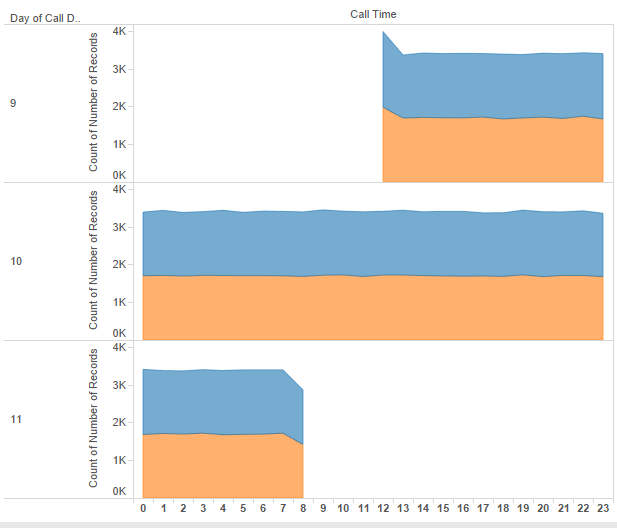 Day of Call D..
Call Time
9
Count of Number of Records
4K
3K
2K
1K
0K
10
Count of Number of Records
4K
3K
2K
1K
0K
11
Count of Number of Records
4K
3K
2K
1K
0K
0 1 2 3 4 5 6 7 8 9 10 11 12 13 14 15 16 17 18 19 20 21 22 23